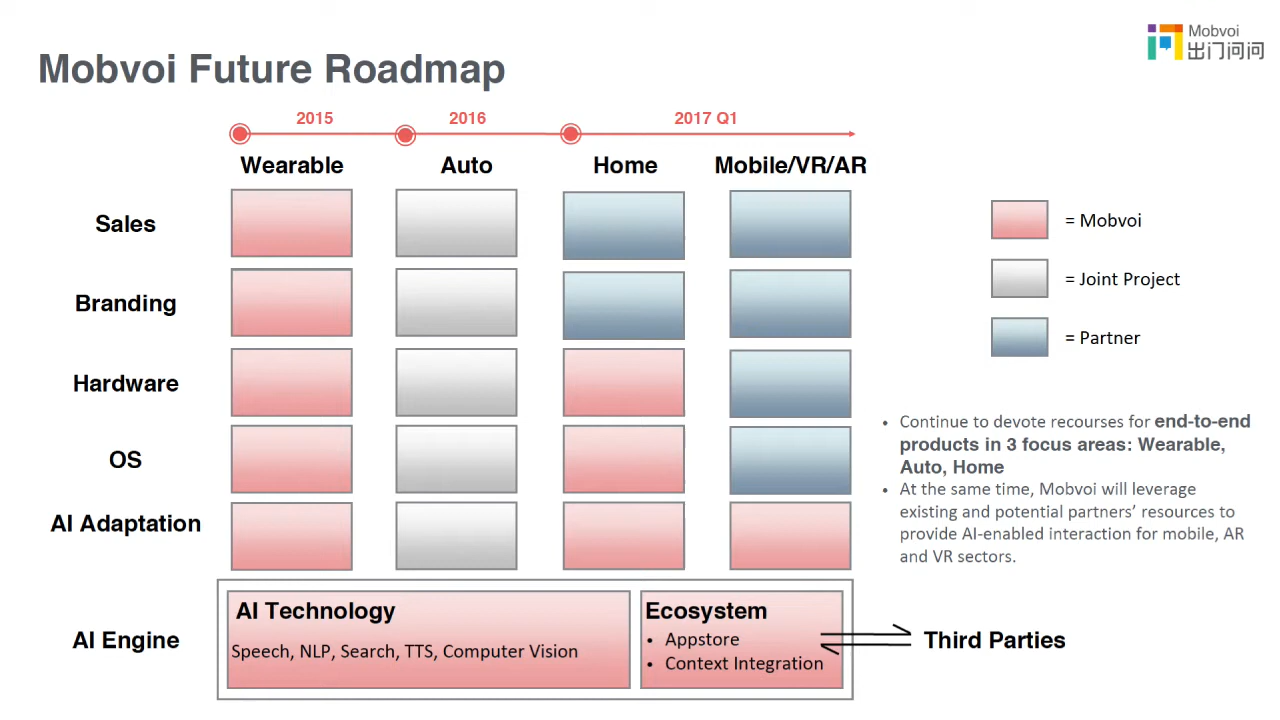 Mobvoi
出门问问
Mobvoi Future Roadmap
2015
2016
2017 Q1
Wearable
Auto
Home
Mobile/VR/AR
Sales
Branding
Hardware
OS
AI Adaptation
AI Engine
= Mobvoi
= Joint Project
= Partner
• Continue to devote recourses for end-to-end
products in 3 focus areas: Wearable,
Auto, Home
• At the same time, Mobvoi will leverage
existing and potential partners’ resources to
provide AI-enabled interaction for mobile, AR
and VR sectors.
AI Technology
Speech, NLP, Search, TTS, Computer Vision
Ecosystem
• Appstore
• Context Integration
Third Parties